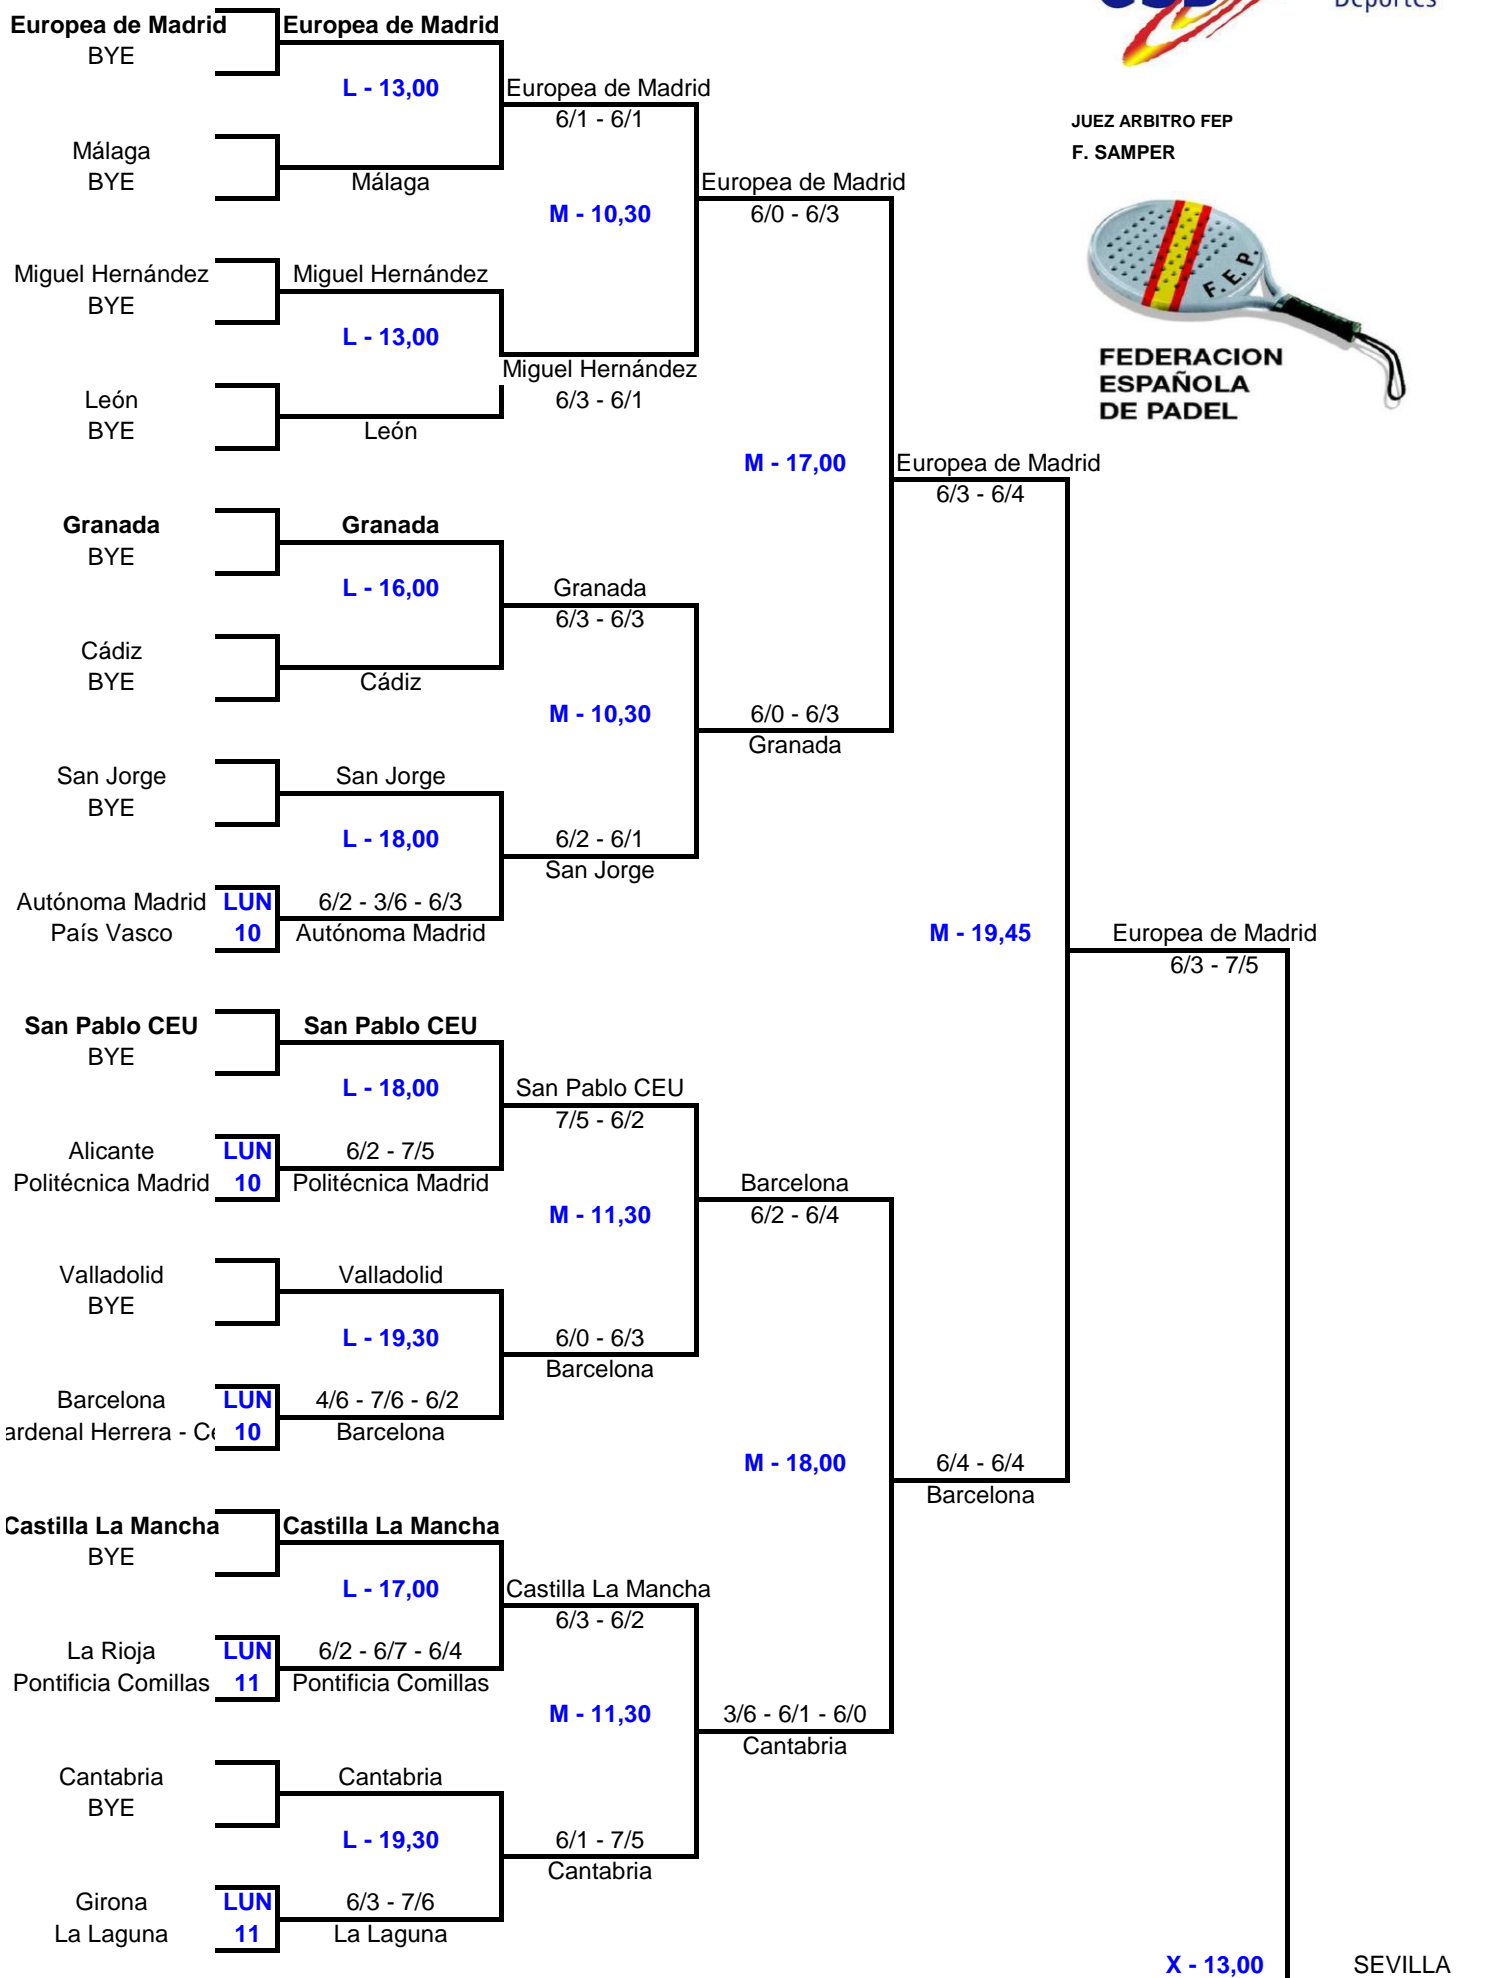 Deportes
Europea de Madrid Europea de Madrid
BYE
L - 13,00 Europea de Madrid
6/1 - 6/1
JUEZ ARBITRO FEP
Málaga
F. SAMPER
BYE Málaga Europea de Madrid
M - 10,30 6/0 - 6/3
F.E.P.
Miguel Hernández Miguel Hernández
BYE
L - 13,00
FEDERACION
Miguel Hernández
ESPAÑOLA
León 6/3 - 6/1
DE PADEL
BYE León
M - 17,00 Europea de Madrid
6/3 - 6/4
Granada Granada
BYE
L - 16,00 Granada
6/3 - 6/3
Cádiz
BYE Cádiz
M - 10,30 6/0 - 6/3
Granada
San Jorge San Jorge
BYE
L - 18,00 6/2 - 6/1
San Jorge
Autónoma Madrid LUN 6/2 - 3/6 - 6/3
País Vasco 10 Autónoma Madrid M - 19,45 Europea de Madrid
6/3 - 7/5
San Pablo CEU San Pablo CEU
BYE
L - 18,00 San Pablo CEU
7/5 - 6/2
Alicante LUN 6/2 - 7/5
Politécnica Madrid 10 Politécnica Madrid Barcelona
M - 11,30 6/2 - 6/4
Valladolid Valladolid
BYE
L - 19,30 6/0 - 6/3
Barcelona
Barcelona LUN 4/6 - 7/6 - 6/2
ardenal Herrera - 10 Barcelona
M - 18,00 6/4 - 6/4
Barcelona
Castilla La Mancha Castilla La Mancha
BYE
L - 17,00 Castilla La Mancha
6/3 - 6/2
La Rioja LUN 6/2 - 6/7 - 6/4
Pontificia Comillas 11 Pontificia Comillas
M - 11,30 3/6 - 6/1 - 6/0
Cantabria
Cantabria Cantabria
BYE
L - 19,30 6/1 - 7/5
Cantabria
Girona LUN 6/3 - 7/6
La Laguna 11 La Laguna
X - 13,00 SEVILLA